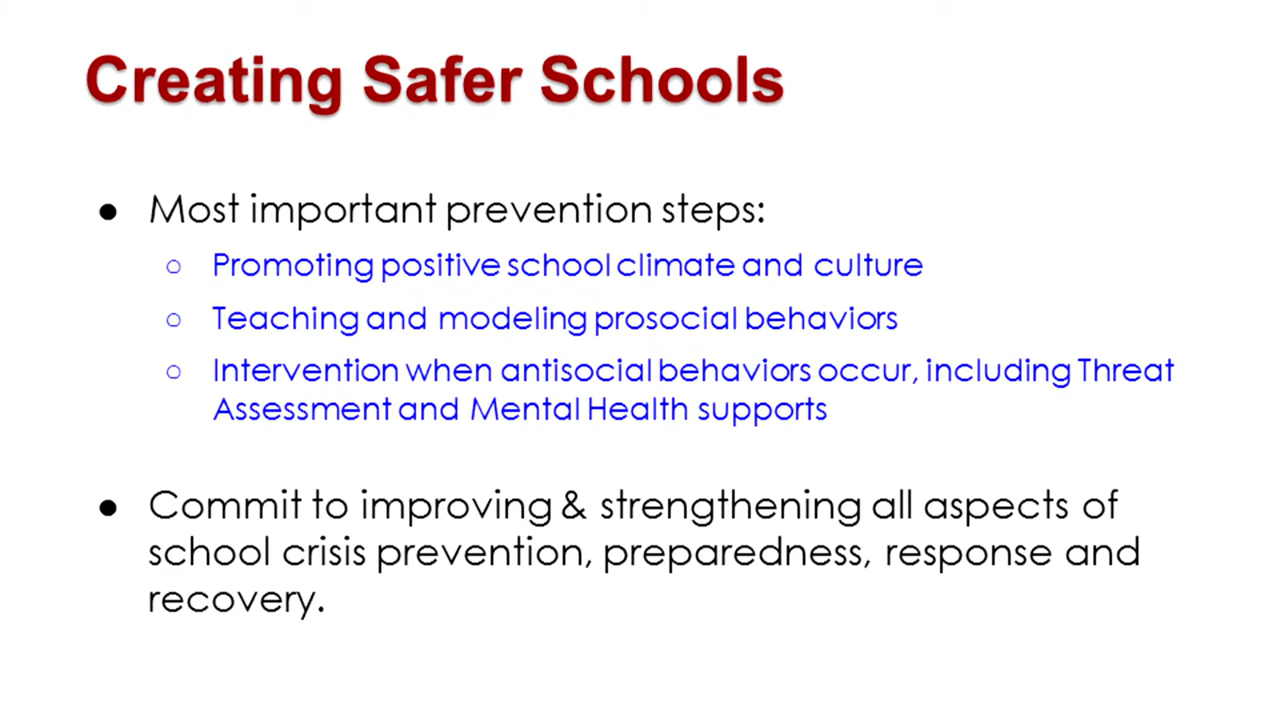 Creating Safer Schools
● Most important prevention steps:
○ Promoting positive school climate and culture
○ Teaching and modeling prosocial behaviors
○ Intervention when antisocial behaviors occur, including Threat
Assessment and Mental Health supports
● Commit to improving & strengthening all aspects of
school crisis prevention, preparedness, response and
recovery.